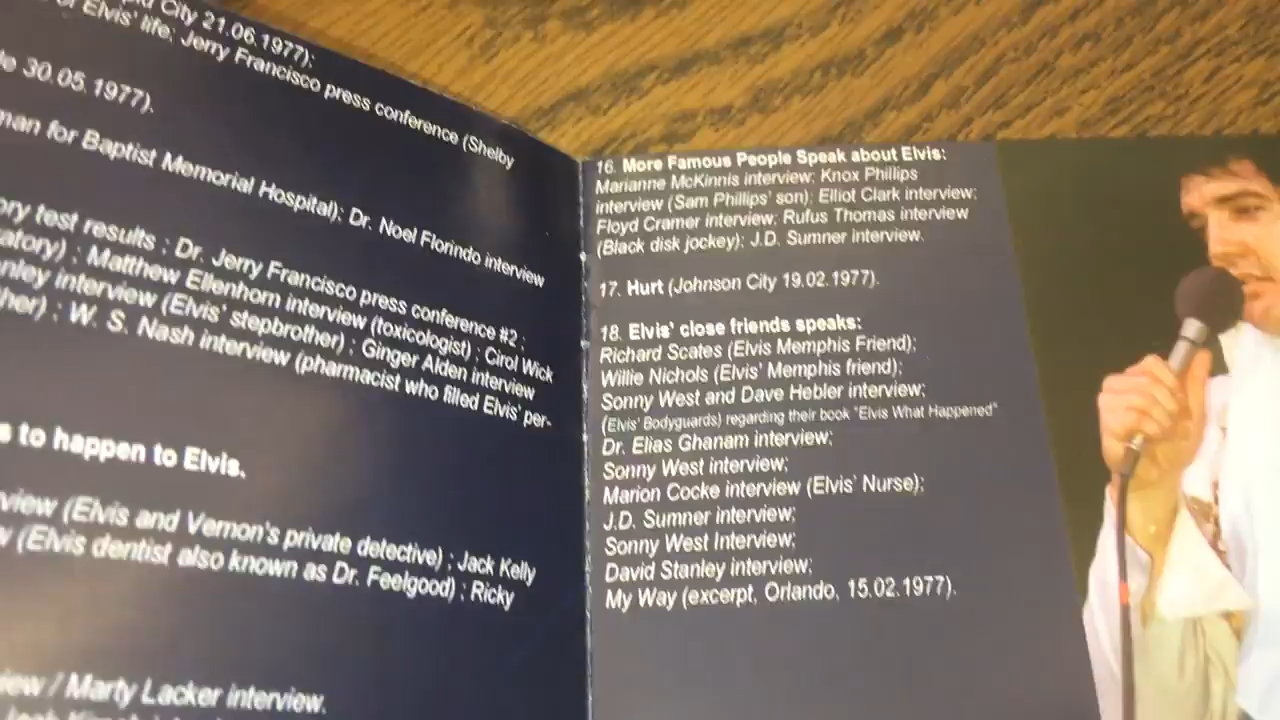 City 21.06.1977);
Elvis' life; Jerry Francisco press conference (Shelby
30.05.1977).
for Baptist Memorial Hospital); Dr. Noel Florindo interview
test results ; Dr. Jerry Francisco press conference #2 ;
; Matthew Ellenhorn interview (toxicologist) ; Cirol Wick
interview (Elvis' stepbrother) ; Ginger Alden interview
; W. S. Nash interview (pharmacist who filled Elvis' per-
to happen to Elvis.
(Elvis and Vernon's private detective) ; Jack Kelly
(Elvis dentist also known as Dr. Feelgood) ; Ricky
/ Marty Lacker interview.
16. More Famous People Speak about Elvis:
Marianne McKinnis interview; Knox Phillips
interview (Sam Phillips' son); Elliot Clark interview;
Floyd Cramer interview; Rufus Thomas interview
(Black disk jockey); J.D. Sumner interview.
17. Hurt (Johnson City 19.02.1977).
18. Elvis' close friends speaks:
Richard Scates (Elvis Memphis Friend);
Willie Nichols (Elvis' Memphis friend);
Sonny West and Dave Hebler interview;
(Elvis' Bodyguards) regarding their book "Elvis What Happened"
Dr. Elias Ghanam interview;
Sonny West interview;
Marion Cocke interview (Elvis' Nurse);
J.D. Sumner interview;
Sonny West Interview;
David Stanley interview;
My Way (excerpt, Orlando, 15.02.1977).